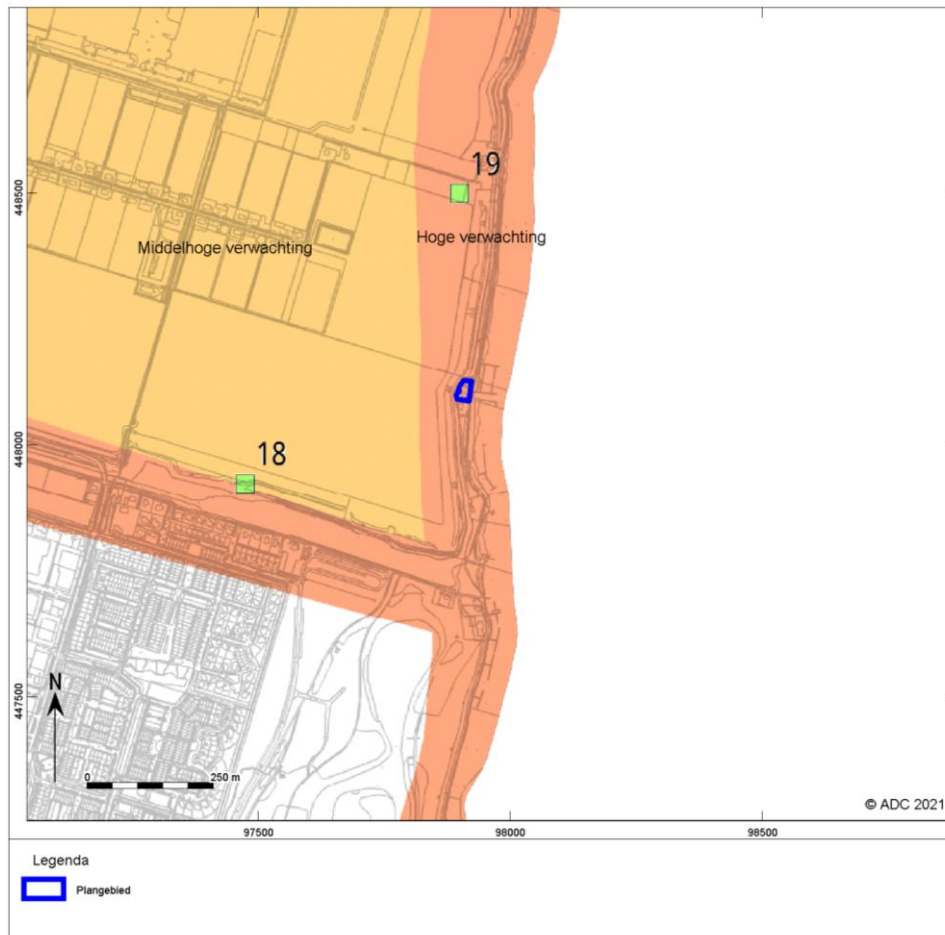 19
448500
Middelhoge verwachting
Hoge verwachting
18
448000
447500
N
0
250 m
© ADC 2021
97500
98000
98500
Legenda
Plangebied